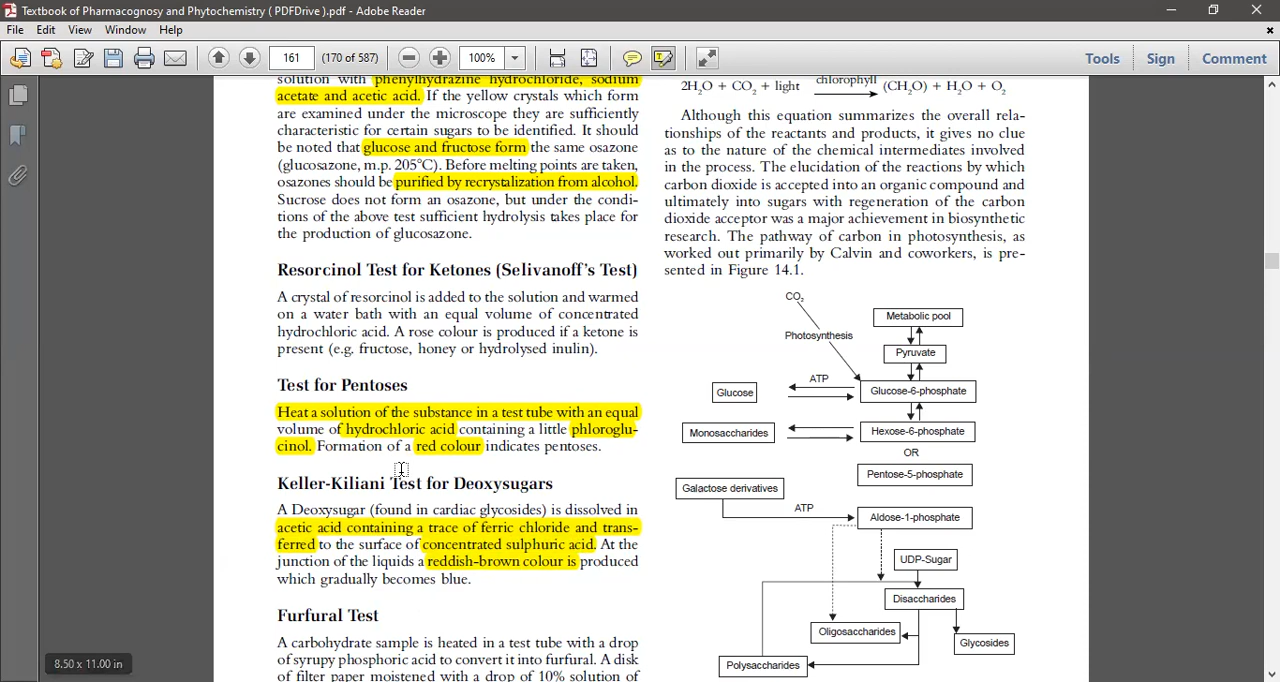 Textbook of Pharmacognosy and Phytochemistry ( PDFDrive ).pdf - Adobe Reader
File Edit View Window Help
161 (170 of 587) 100% Tools Sign Comment
solution with phenylhydrazine hydrochloride, sodium
acetate and acetic acid. If the yellow crystals which form
are examined under the microscope they are sufficiently
characteristic for certain sugars to be identified. It should
be noted that glucose and fructose form the same osazone
(glucosazone, m.p. 205°C). Before melting points are taken,
osazones should be purified by recrystalization from alcohol.
Sucrose does not form an osazone, but under the condi-
tions of the above test sufficient hydrolysis takes place for
the production of glucosazone.
Resorcinol Test for Ketones (Selivanoff's Test)
A crystal of resorcinol is added to the solution and warmed
on a water bath with an equal volume of concentrated
hydrochloric acid. A rose colour is produced if a ketone is
present (e.g. fructose, honey or hydrolysed inulin).
Test for Pentoses
Heat a solution of the substance in a test tube with an equal
volume of hydrochloric acid containing a little phloroglu-
cinol. Formation of a red colour indicates pentoses.
Keller-Kiliani Test for Deoxysugars
A Deoxysugar (found in cardiac glycosides) is dissolved in
acetic acid containing a trace of ferric chloride and trans-
ferred to the surface of concentrated sulphuric acid. At the
junction of the liquids a reddish-brown colour is produced
which gradually becomes blue.
Furfural Test
A carbohydrate sample is heated in a test tube with a drop
of syrupy phosphoric acid to convert it into furfural. A disk
of filter paper moistened with a drop of 10% solution of
8.50 x 11.00 in
chlorophyll
2H₂O + CO₂ + light (CH₂O) + H₂O + O₂
Although this equation summarizes the overall rela-
tionships of the reactants and products, it gives no clue
as to the nature of the chemical intermediates involved
in the process. The elucidation of the reactions by which
carbon dioxide is accepted into an organic compound and
ultimately into sugars with regeneration of the carbon
dioxide acceptor was a major achievement in biosynthetic
research. The pathway of carbon in photosynthesis, as
worked out primarily by Calvin and coworkers, is pre-
sented in Figure 14.1.
CO₂
Metabolic pool
Photosynthesis
Pyruvate
ATP
Glucose
Glucose-6-phosphate
Monosaccharides
Hexose-6-phosphate
OR
Pentose-5-phosphate
Galactose derivatives
ATP
Aldose-1-phosphate
UDP-Sugar
Disaccharides
Oligosaccharides
Glycosides
Polysaccharides